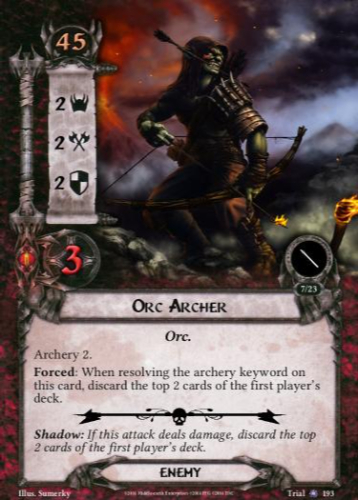 45
2
2
2
3
7/23
ORC ARCHER
Orc.
Archery 2.
Forced: When resolving the archery keyword on
this card, discard the top 2 cards of the first player's
deck.
Shadow: If this attack deals damage, discard the top
2 cards of the first player's deck.
ENEMY
Illus. Sumerky
Trial 193